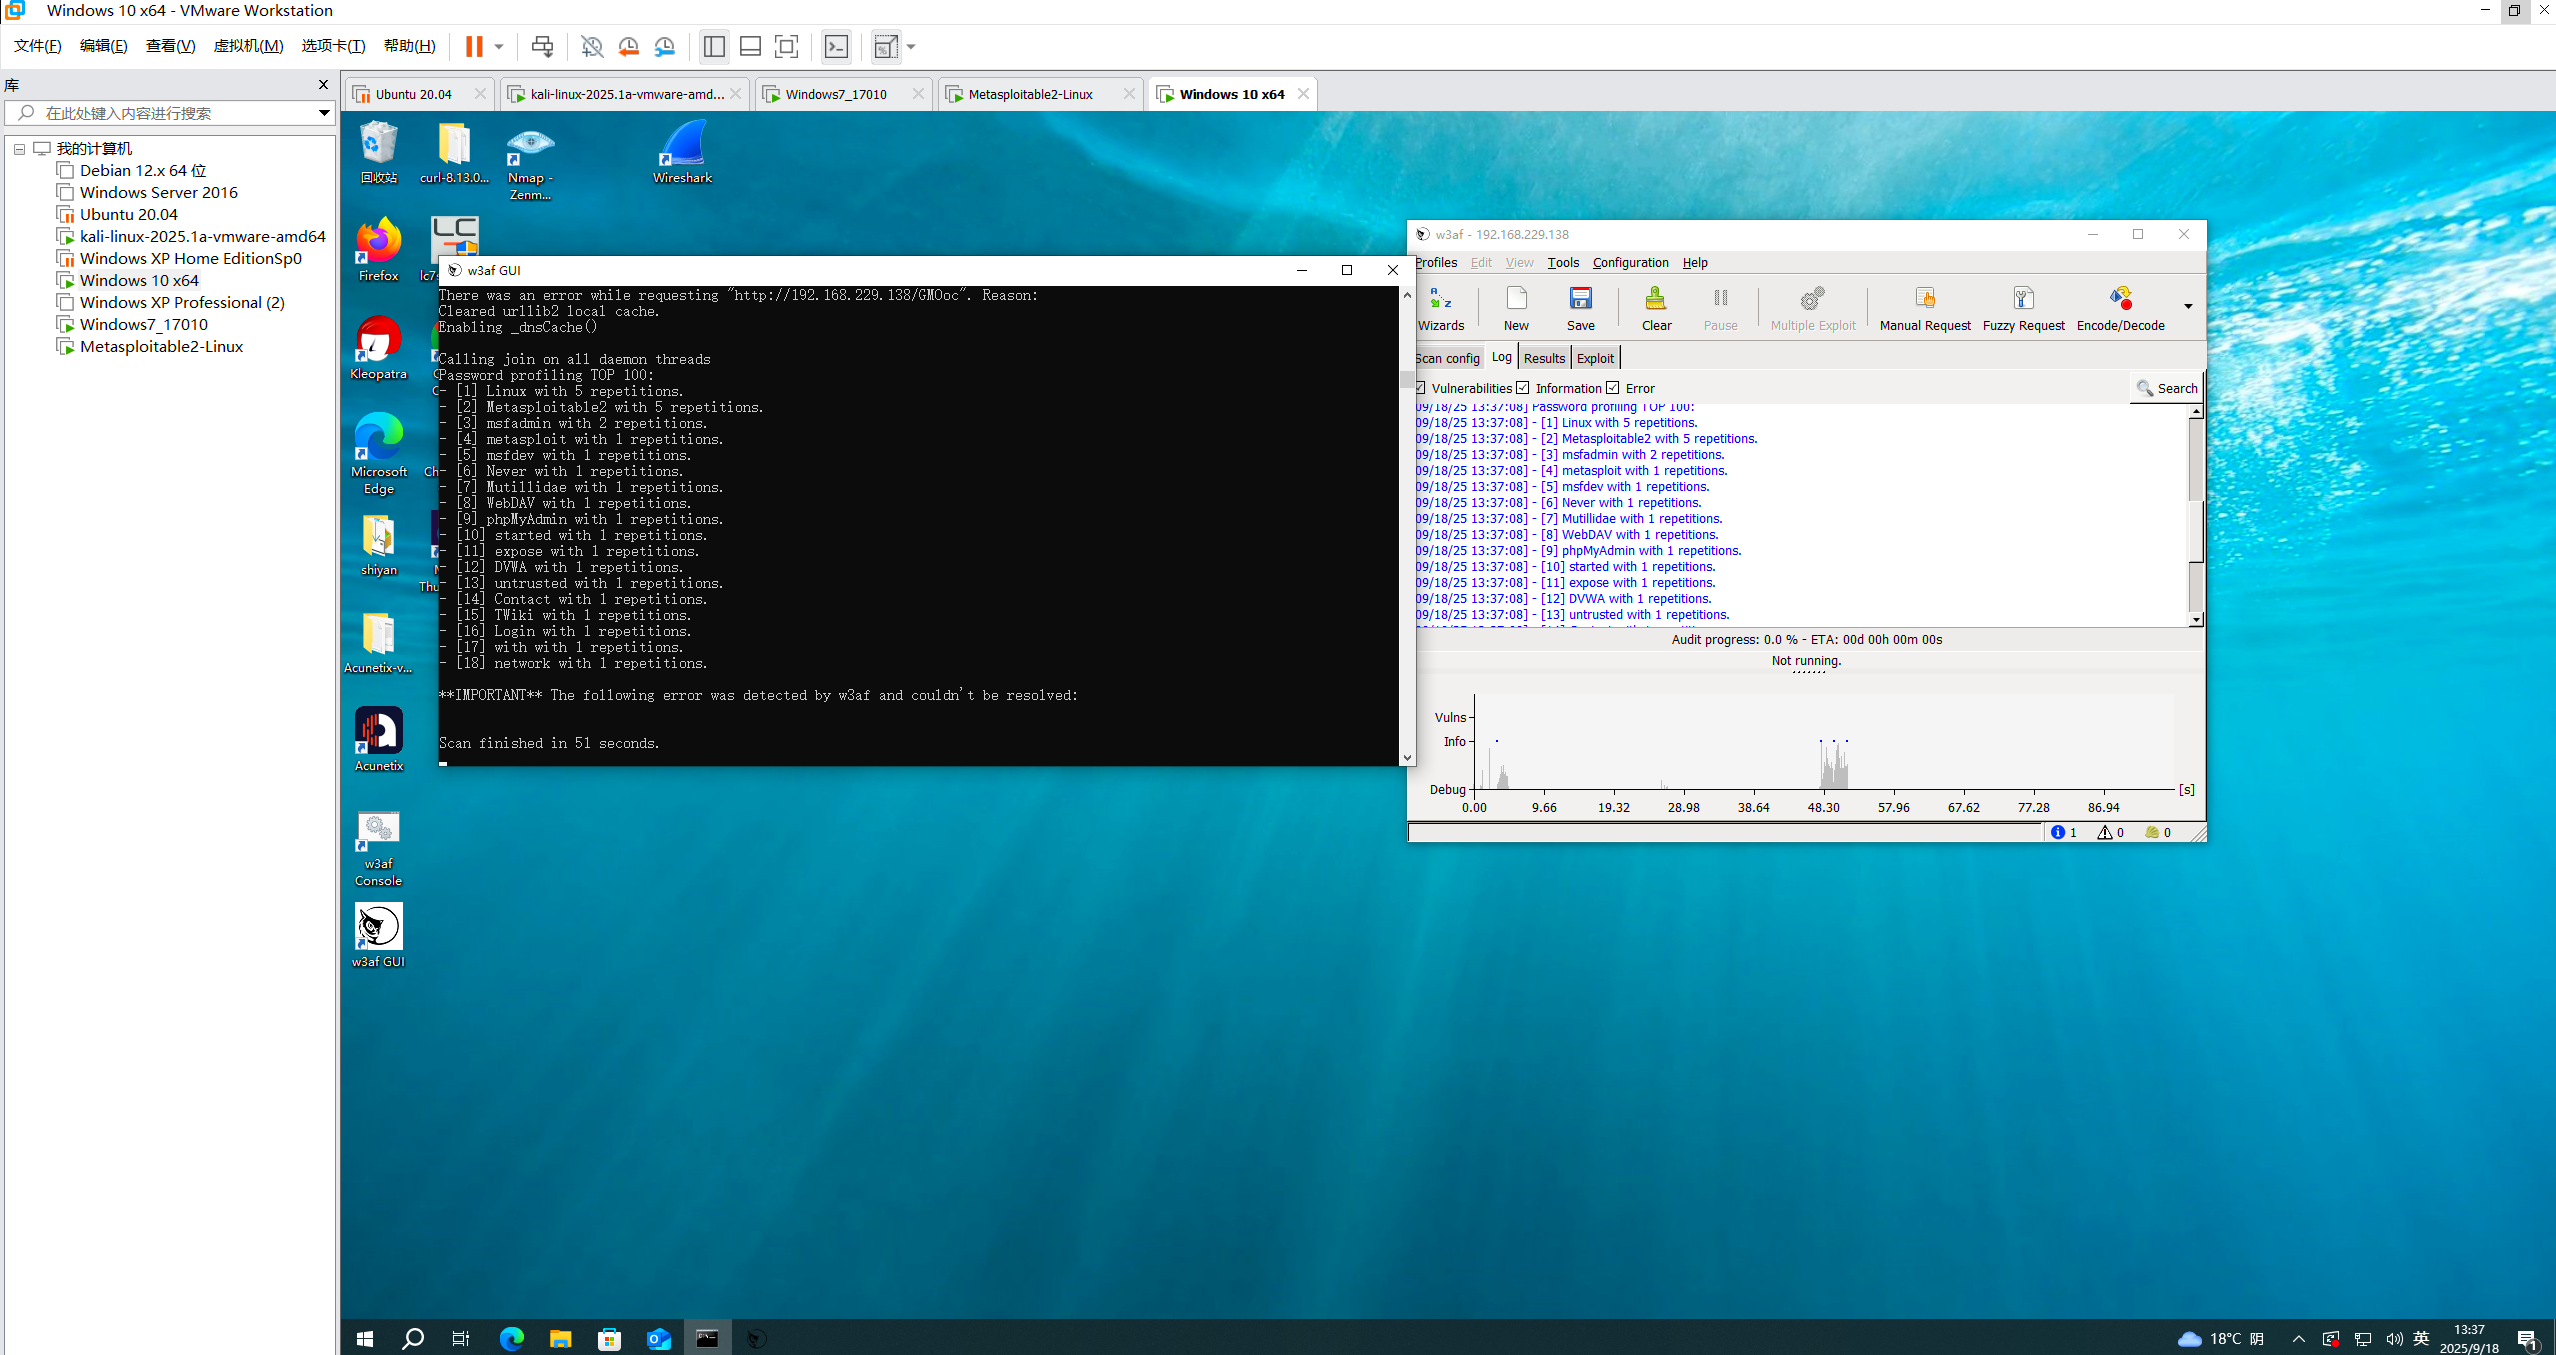 Windows 10 x64 - VMware Workstation
文件(F) 编辑(E) 查看(V) 虚拟机(M) 选项卡(T) 帮助(H)
库
在此处键入内容进行搜索
我的计算机
Debian 12.x 64 位
Windows Server 2016
Ubuntu 20.04
kali-linux-2025.1a-vmware-amd64
Windows XP Home EditionSp0
Windows 10 x64
Windows XP Professional (2)
Windows7_17010
Metasploitable2-Linux
Ubuntu 20.04 kali-linux-2025.1a-vmware-amd... Windows7_17010 Metasploitable2-Linux Windows 10 x64
回收站
curl-8.13.0...
Nmap - Zenm...
Wireshark
Firefox
Kleopatra
Microsoft Edge
shiyan
Acunetix-v...
Acunetix
w3af Console
w3af GUI
w3af GUI
There was an error while requesting "http://192.168.229.138/GMOoc". Reason:
Cleared urllib2 local cache.
Enabling _dnsCache()
Calling join on all daemon threads
Password profiling TOP 100:
- [1] Linux with 5 repetitions.
- [2] Metasploitable2 with 5 repetitions.
- [3] msfadmin with 2 repetitions.
- [4] metasploit with 1 repetitions.
- [5] msfdev with 1 repetitions.
- [6] Never with 1 repetitions.
- [7] Mutillidae with 1 repetitions.
- [8] WebDAV with 1 repetitions.
- [9] phpMyAdmin with 1 repetitions.
- [10] started with 1 repetitions.
- [11] expose with 1 repetitions.
- [12] DVWA with 1 repetitions.
- [13] untrusted with 1 repetitions.
- [14] Contact with 1 repetitions.
- [15] TWiki with 1 repetitions.
- [16] Login with 1 repetitions.
- [17] with with 1 repetitions.
- [18] network with 1 repetitions.
**IMPORTANT** The following error was detected by w3af and couldn't be resolved:
Scan finished in 51 seconds.
w3af - 192.168.229.138
Profiles Edit View Tools Configuration Help
Wizards New Save Clear Pause Multiple Exploit Manual Request Fuzzy Request Encode/Decode
Scan config Log Results Exploit
Vulnerabilities Information Error Search
09/18/25 13:37:08] Password profiling TOP 100:
09/18/25 13:37:08] - [1] Linux with 5 repetitions.
09/18/25 13:37:08] - [2] Metasploitable2 with 5 repetitions.
09/18/25 13:37:08] - [3] msfadmin with 2 repetitions.
09/18/25 13:37:08] - [4] metasploit with 1 repetitions.
09/18/25 13:37:08] - [5] msfdev with 1 repetitions.
09/18/25 13:37:08] - [6] Never with 1 repetitions.
09/18/25 13:37:08] - [7] Mutillidae with 1 repetitions.
09/18/25 13:37:08] - [8] WebDAV with 1 repetitions.
09/18/25 13:37:08] - [9] phpMyAdmin with 1 repetitions.
09/18/25 13:37:08] - [10] started with 1 repetitions.
09/18/25 13:37:08] - [11] expose with 1 repetitions.
09/18/25 13:37:08] - [12] DVWA with 1 repetitions.
09/18/25 13:37:08] - [13] untrusted with 1 repetitions.
Audit progress: 0.0 % - ETA: 00d 00h 00m 00s
Not running.
Vulns
Info
Debug
0.00 9.66 19.32 28.98 38.64 48.30 57.96 67.62 77.28 86.94 [s]
1 0 0
18°C 阴 英 13:37
2025/9/18
1